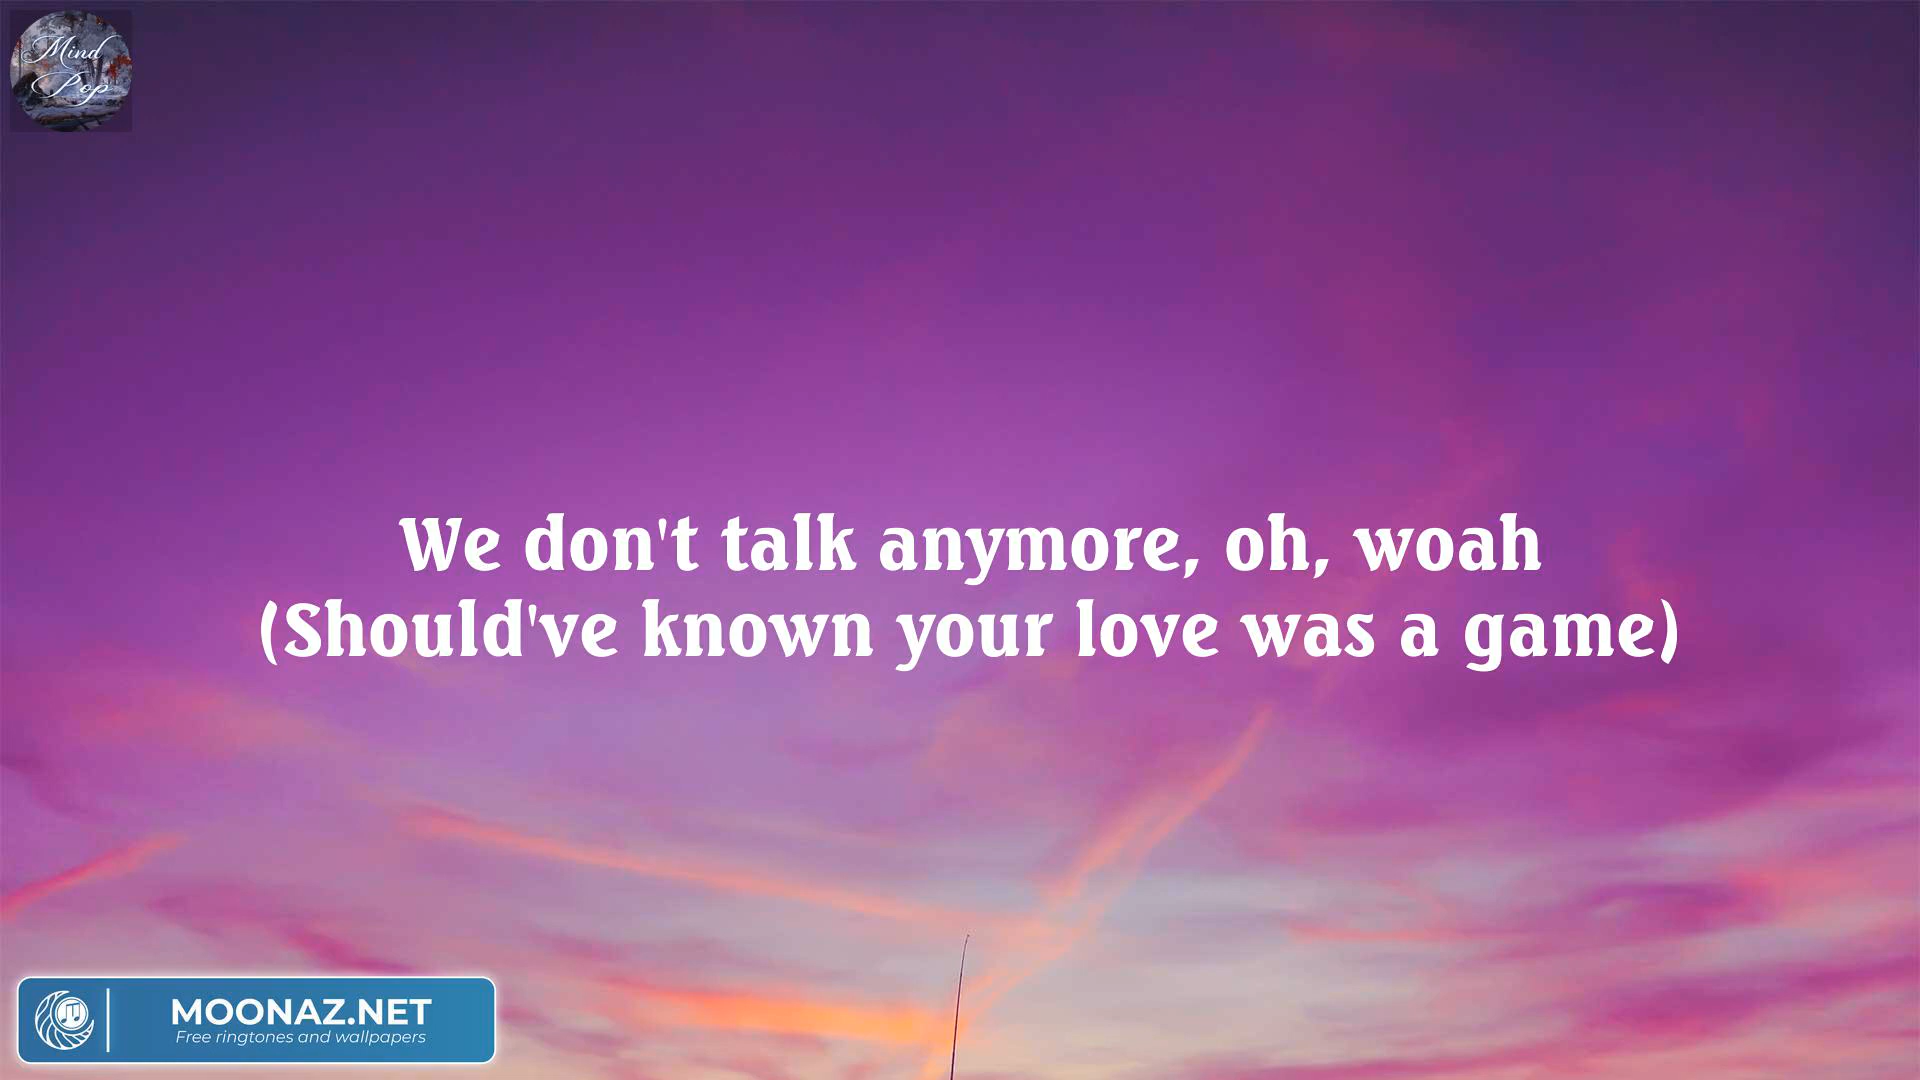 Mind
Pop
We don't talk anymore, oh, woah
(Should've known your love was a game)
MOONAZ.NET
Free ringtones and wallpapers